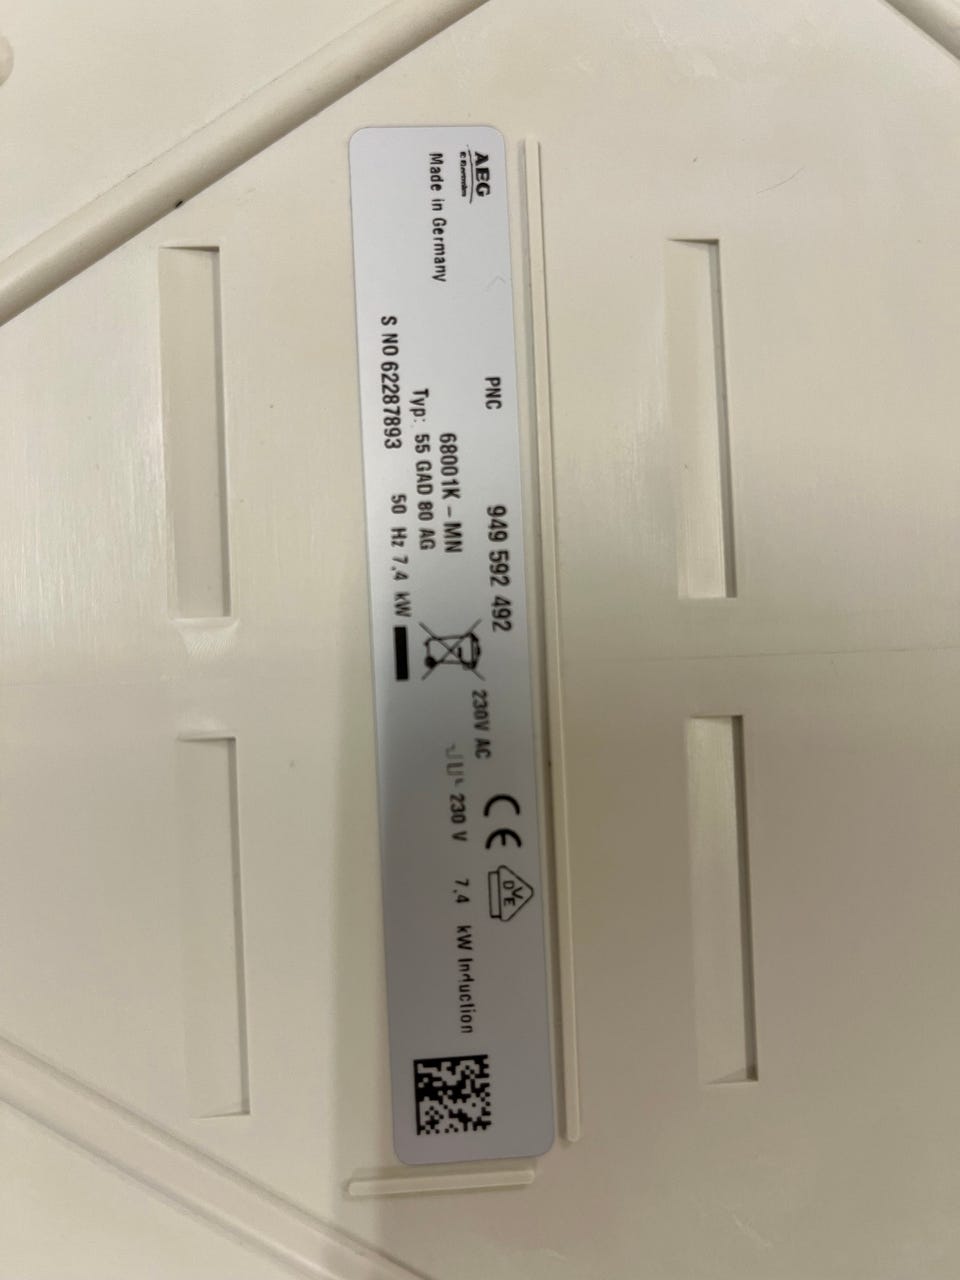 AEG
Made in Germany
PNC 949 592 492
68001K - MN
Typ: 55 GAD 80 AG
S NO 62287893 50 Hz 7,4 kW
230V AC
230 V 7,4 kW Induction
CE
DVE